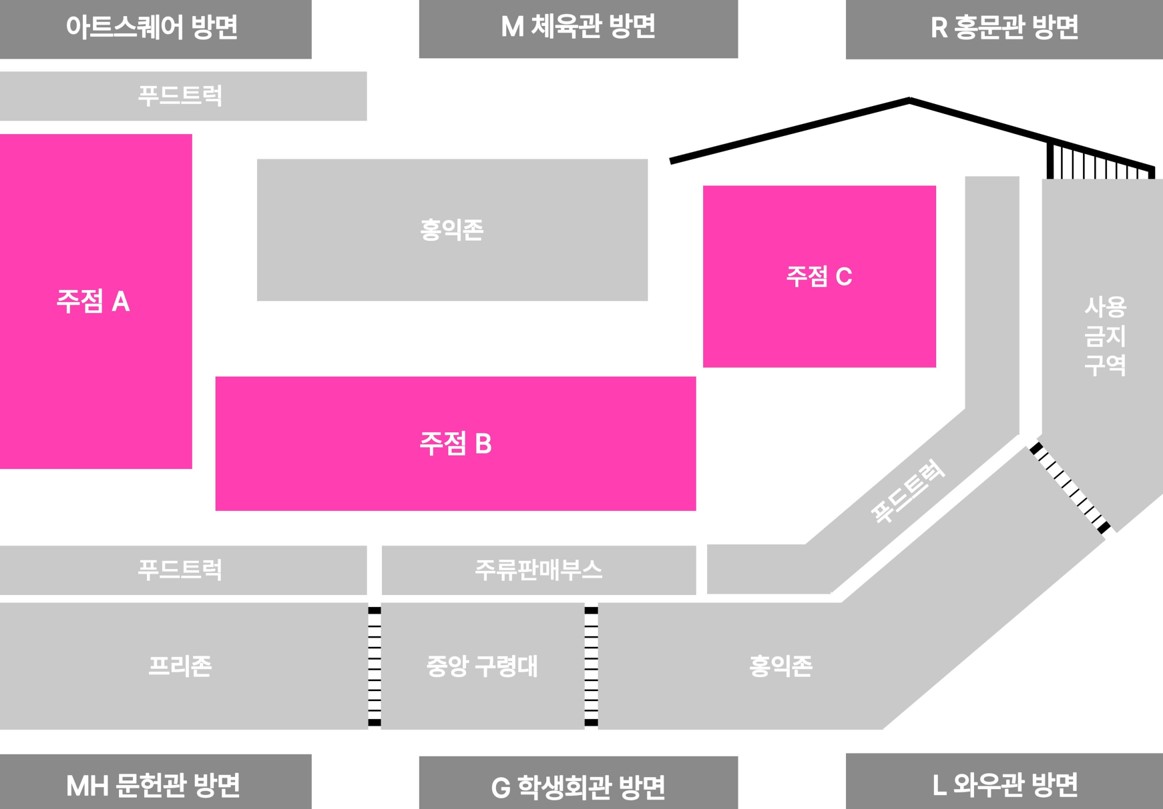 아트스퀘어 방면
M 체육관 방면
R 홍문관 방면
푸드트럭
홍익존
주점 A
주점 C
사용
금지
구역
주점 B
푸드트럭
푸드트럭
주류판매부스
프리존
중앙 구령대
홍익존
MH 문헌관 방면
G 학생회관 방면
L 와우관 방면